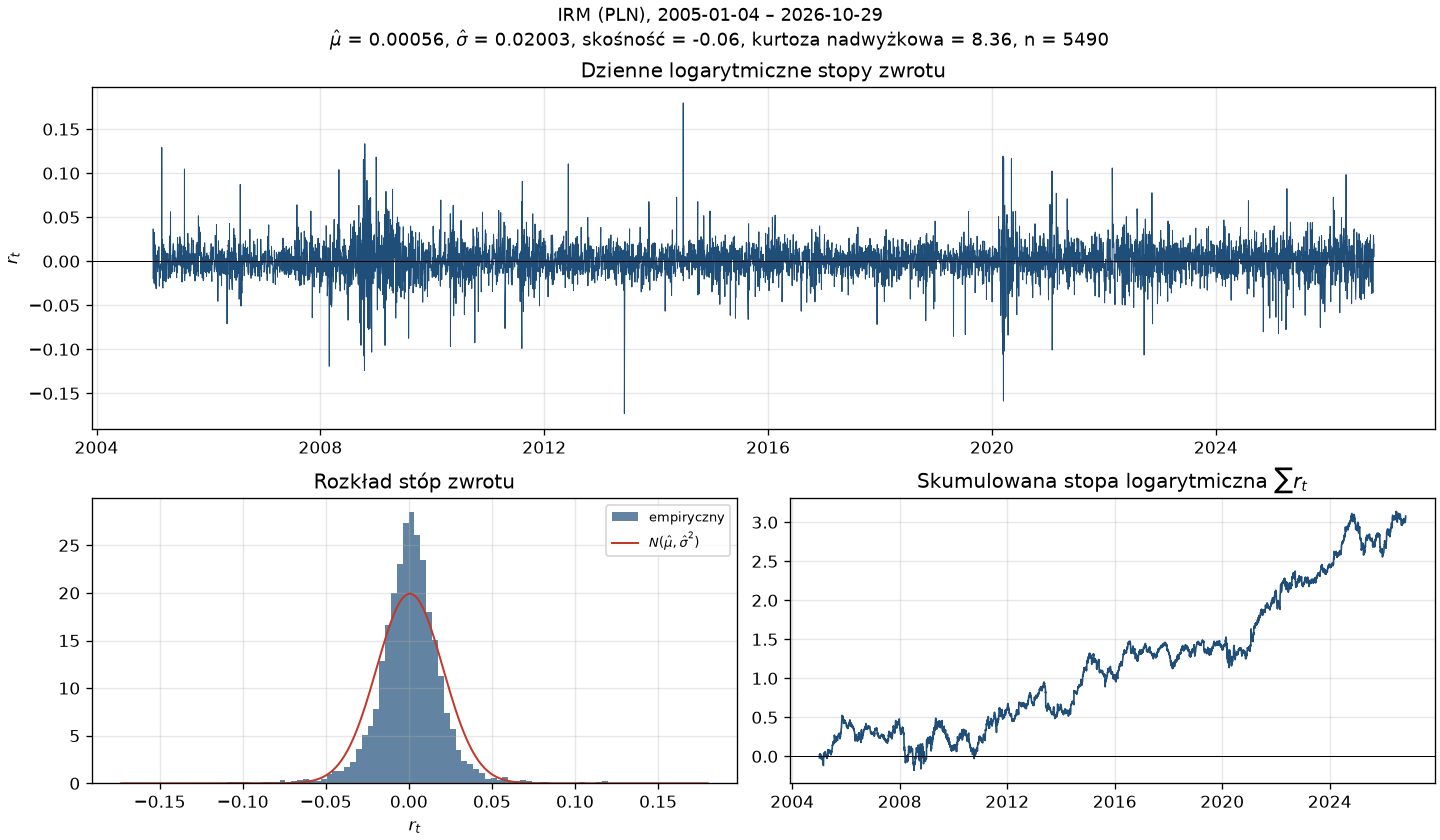 IRM (PLN), 2005-01-04 – 2026-10-29
μ̂ = 0.00056, σ̂ = 0.02003, skośność = -0.06, kurtoza nadwyżkowa = 8.36, n = 5490
Dzienne logarytmiczne stopy zwrotu
0.15
0.10
0.05
0.00
−0.05
−0.10
−0.15
r_t
2004 2008 2012 2016 2020 2024
Rozkład stóp zwrotu
25
20
15
10
5
0
empiryczny
N(μ̂, σ̂²)
−0.15 −0.10 −0.05 0.00 0.05 0.10 0.15
r_t
Skumulowana stopa logarytmiczna ∑r_t
3.0
2.5
2.0
1.5
1.0
0.5
0.0
2004 2008 2012 2016 2020 2024